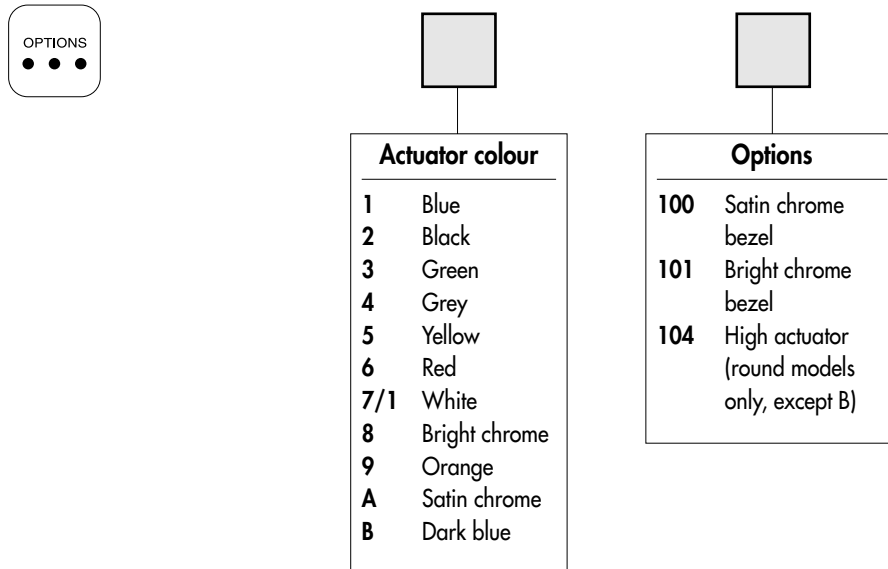 OPTIONS
Actuator colour
1 Blue
2 Black
3 Green
4 Grey
5 Yellow
6 Red
7/1 White
8 Bright chrome
9 Orange
A Satin chrome
B Dark blue
Options
100 Satin chrome
bezel
101 Bright chrome
bezel
104 High actuator
(round models
only, except B)